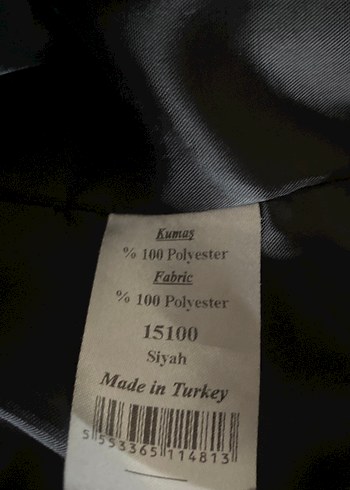 Kumaş
% 100 Polyester
Fabric
% 100 Polyester
15100
Siyah
Made in Turkey
5 553365 114813